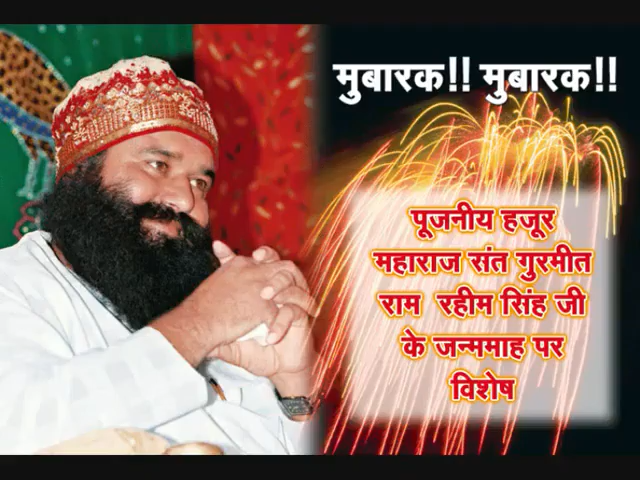 मुबारक!! मुबारक!!
पूजनीय हजूर
महाराज संत गुरमीत
राम रहीम सिंह जी
के जन्ममाह पर
विशेष